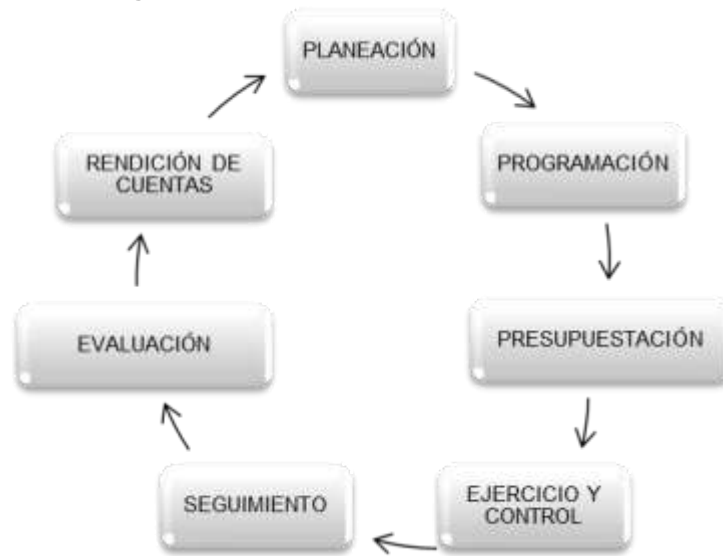 PLANEACIÓN
PROGRAMACIÓN
PRESUPUESTACIÓN
EJERCICIO Y
CONTROL
SEGUIMIENTO
EVALUACIÓN
RENDICIÓN DE
CUENTAS